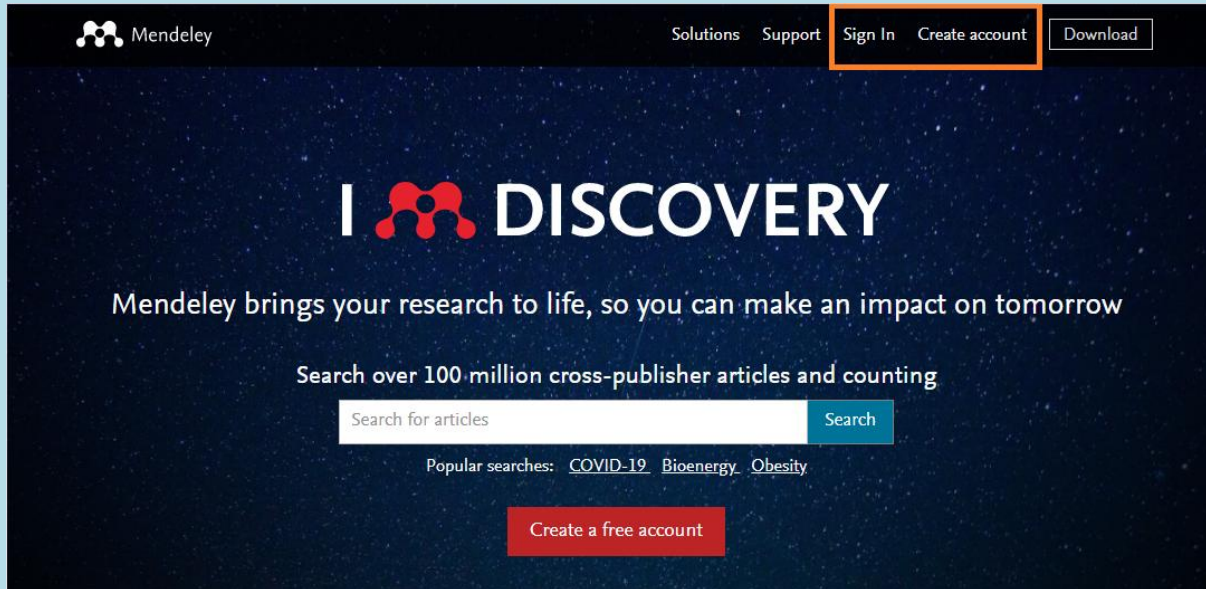 Mendeley
Solutions Support Sign In Create account Download
I DISCOVERY
Mendeley brings your research to life, so you can make an impact on tomorrow
Search over 100 million cross-publisher articles and counting
Search for articles Search
Popular searches: COVID-19 Bioenergy Obesity
Create a free account